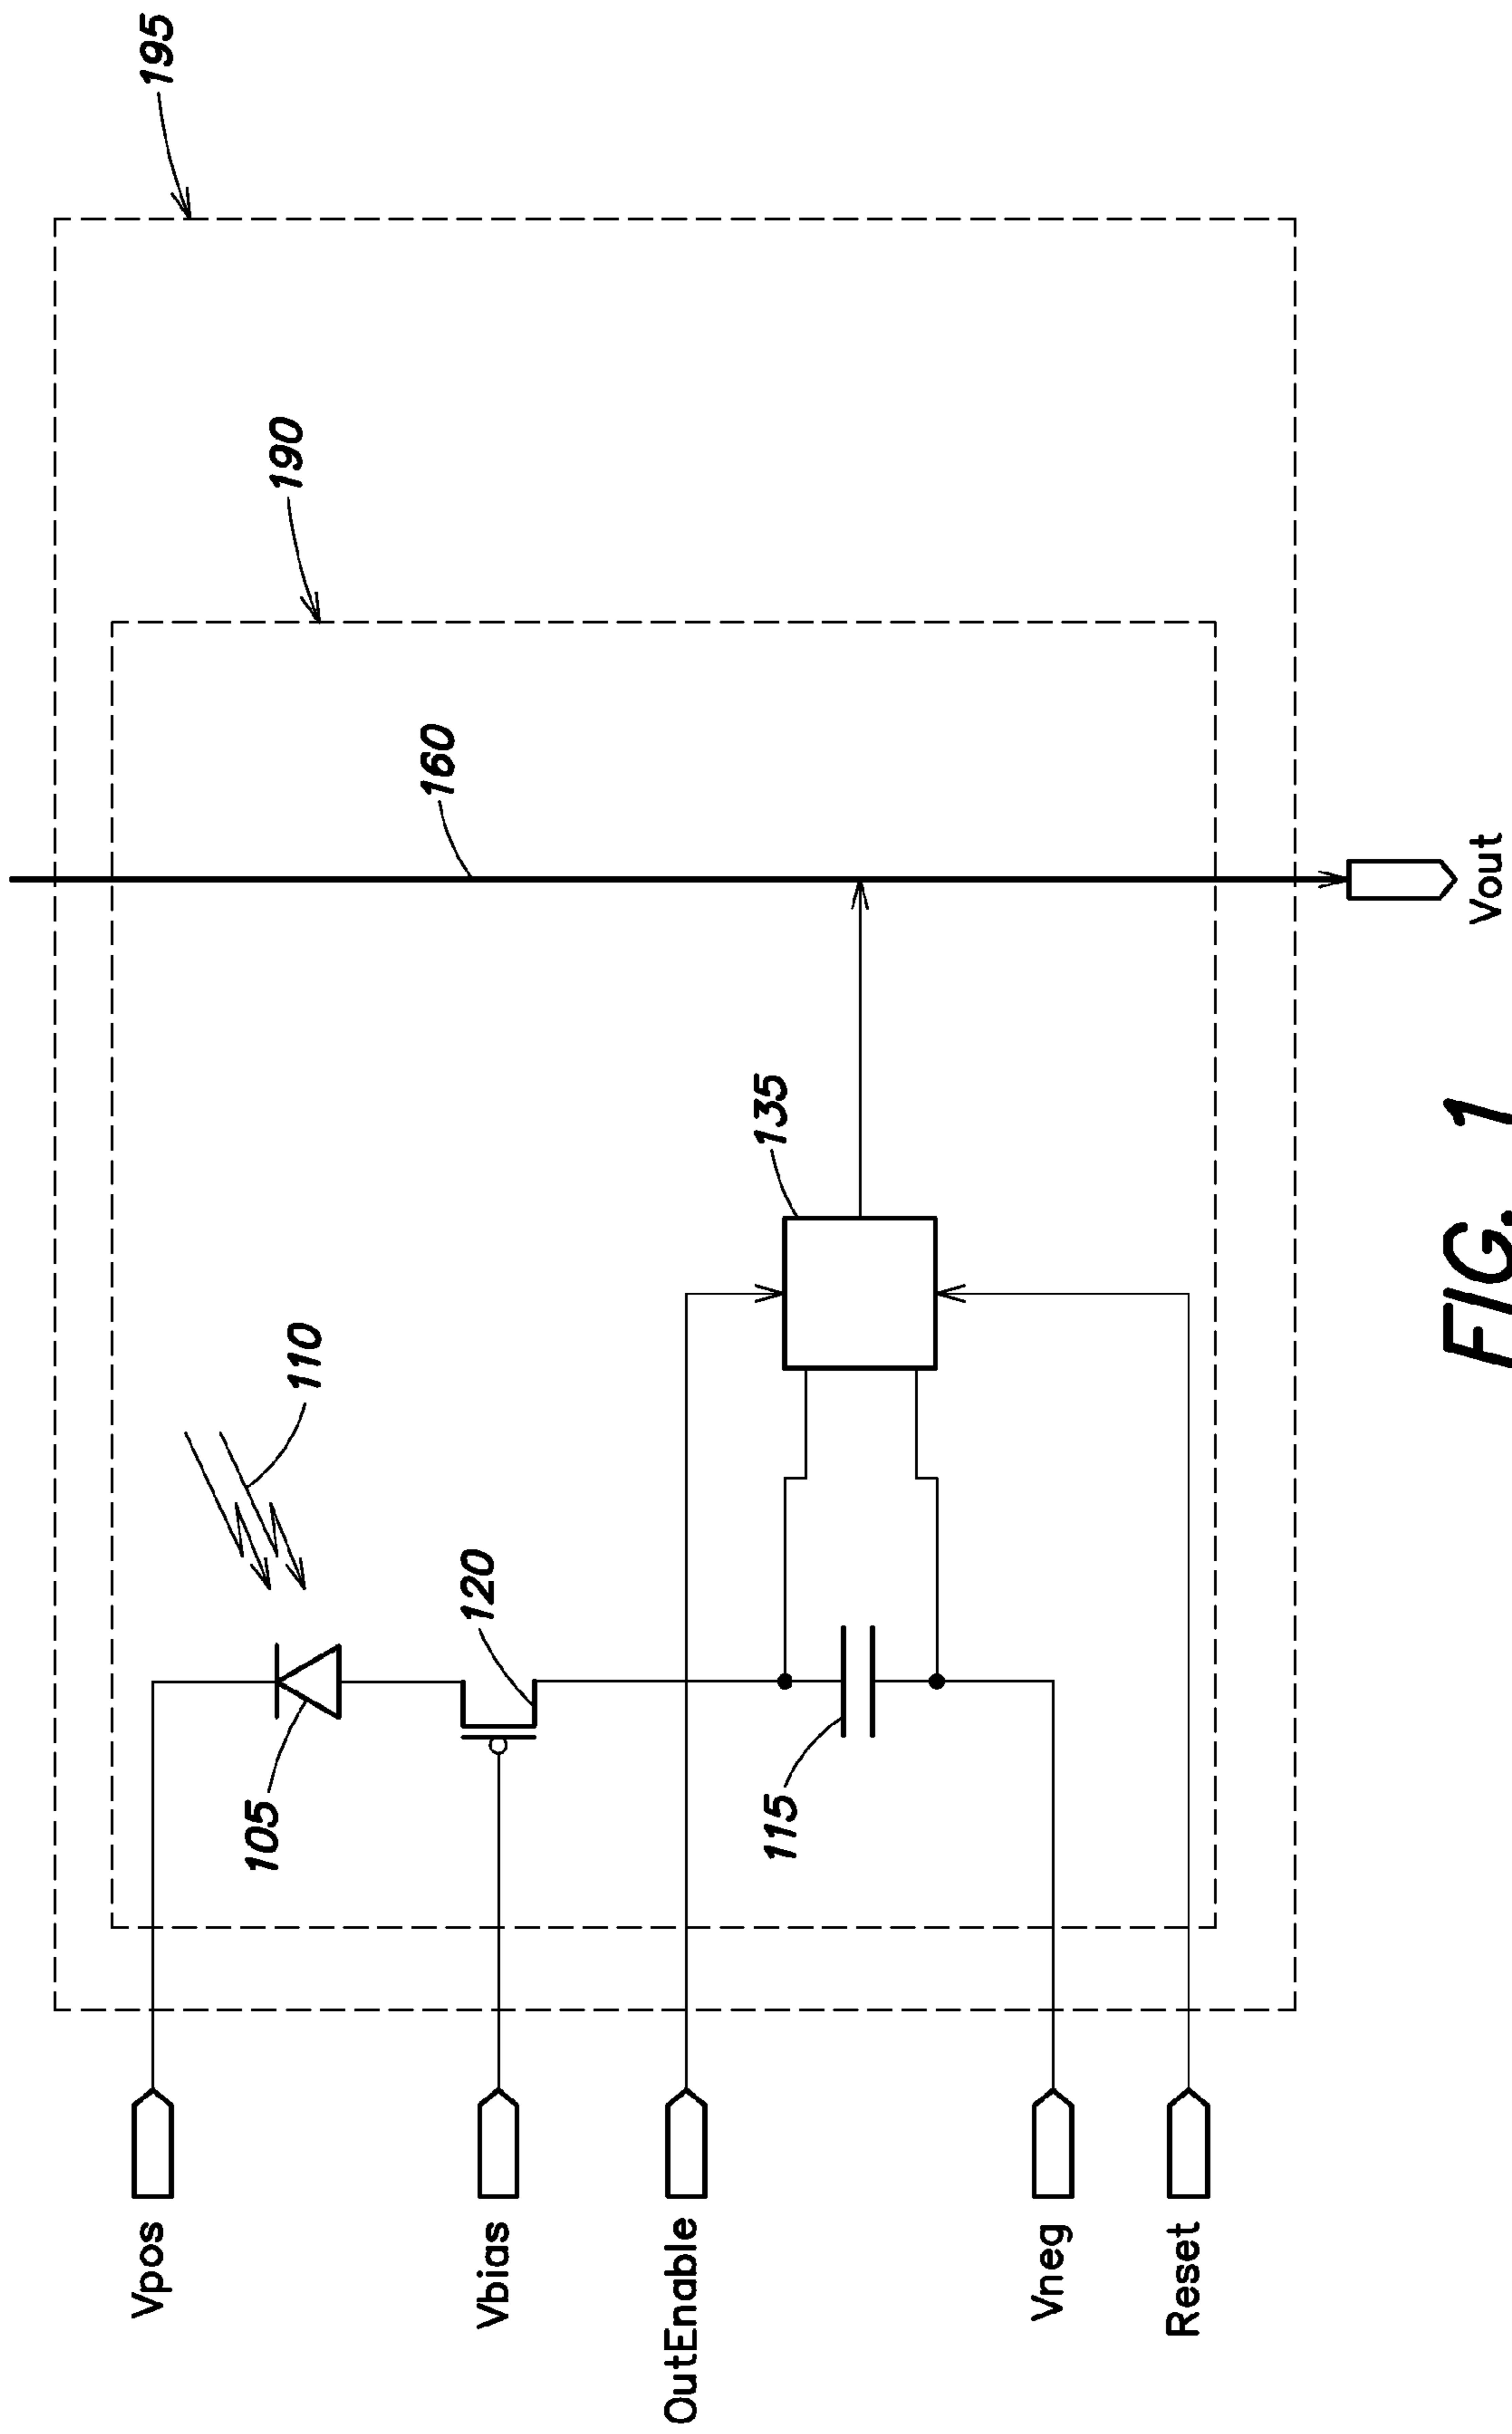 195
190
Vpos
105
110
160
Vbias
120
OutEnable
135
115
Vneg
Reset
Vout
FIG. 1